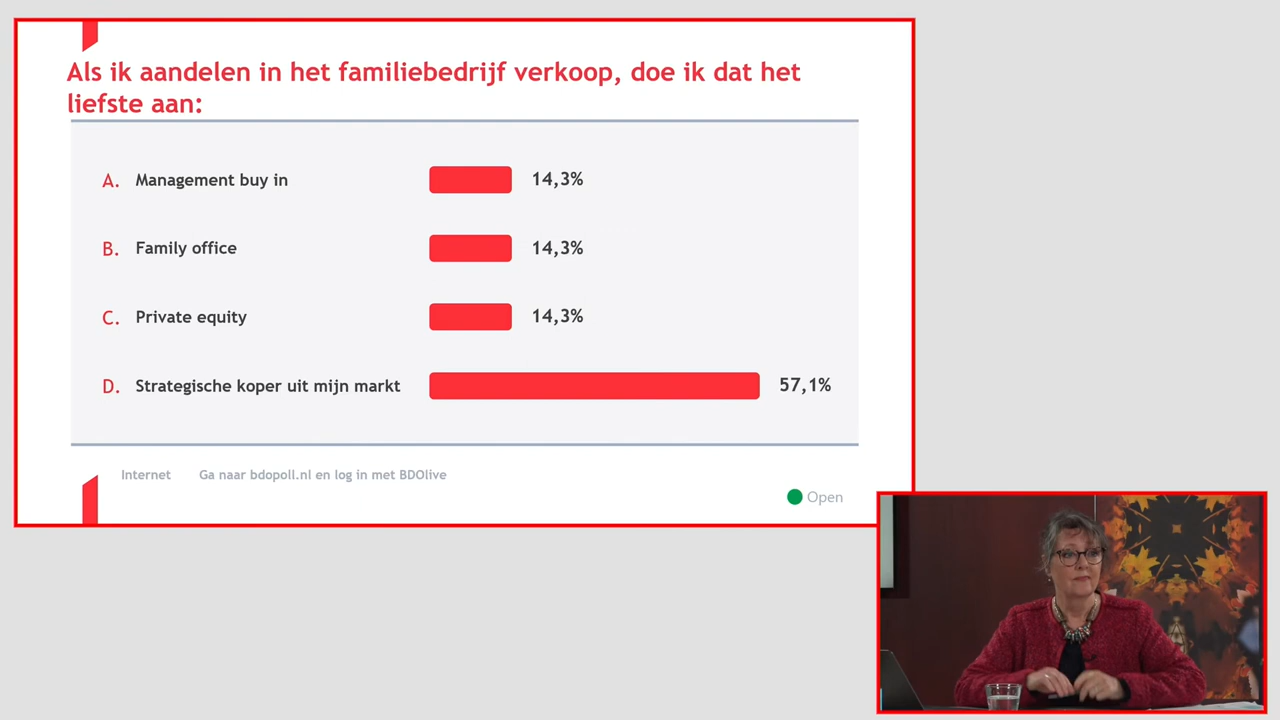 Als ik aandelen in het familiebedrijf verkoop, doe ik dat het
liefste aan:
A. Management buy in 14,3%
B. Family office 14,3%
C. Private equity 14,3%
D. Strategische koper uit mijn markt 57,1%
Internet Ga naar bdopoll.nl en log in met BDOlive
Open